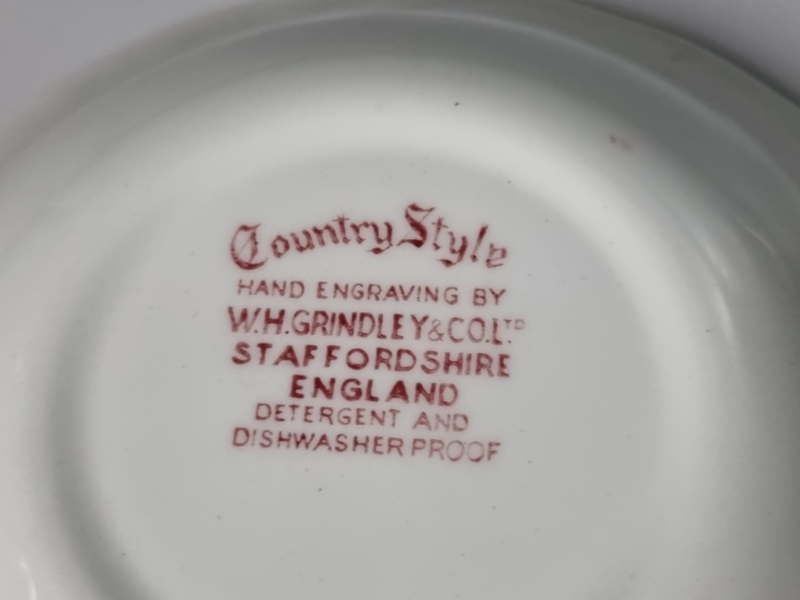 Country Style
HAND ENGRAVING BY
W.H.GRINDLEY&CO.LTD
STAFFORDSHIRE
ENGLAND
DETERGENT AND
DISHWASHER PROOF